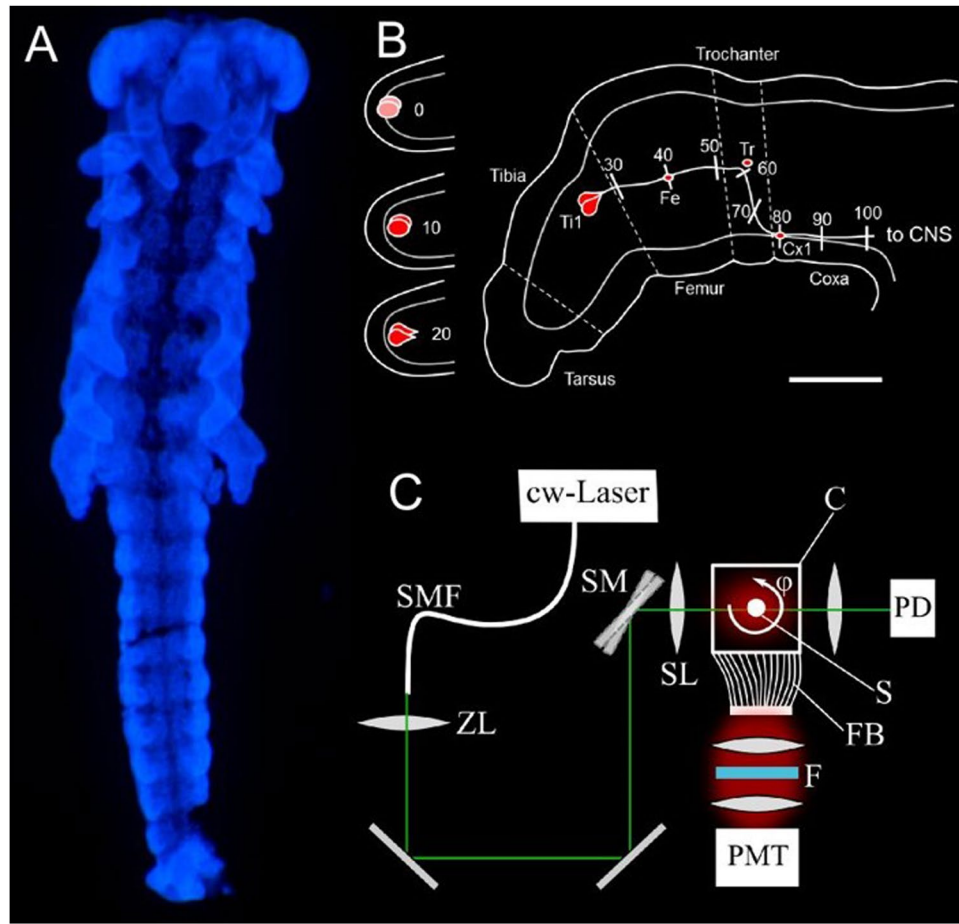 A
B
0
10
20
Trochanter
Tibia
30
40
50
Tr
60
Ti1
Fe
70
80
90
100
to CNS
Cx1
Femur
Coxa
Tarsus
C
cw-Laser
C
SMF
SM
φ
PD
SL
S
ZL
FB
F
PMT